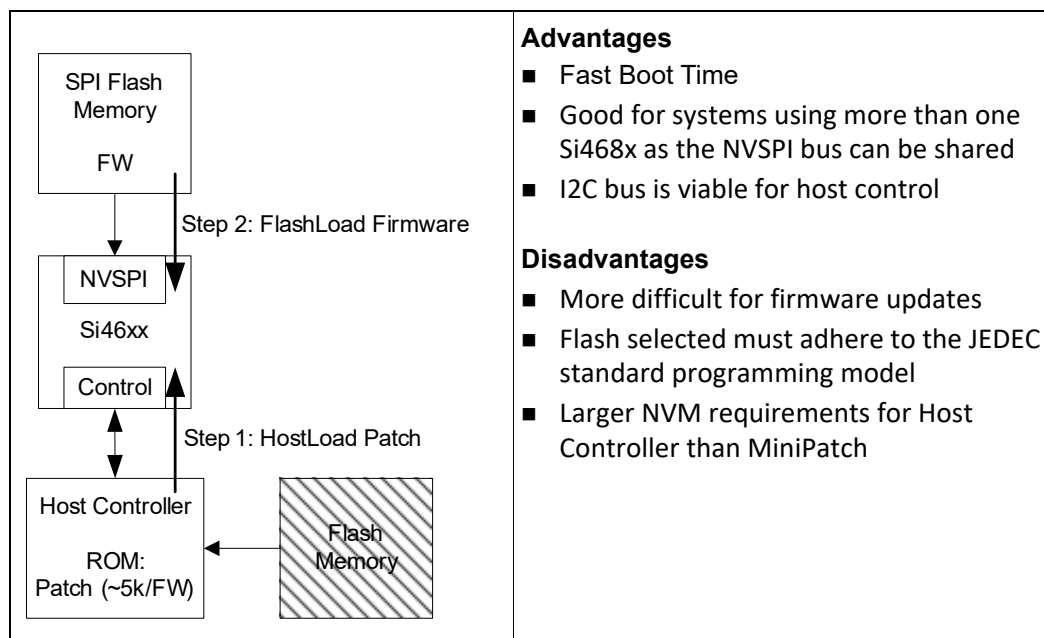 SPI Flash
Memory
FW
Step 2: FlashLoad Firmware
NVSPI
Si46xx
Control
Step 1: HostLoad Patch
Host Controller
ROM:
Patch (~5k/FW)
Flash
Memory
Advantages
■ Fast Boot Time
■ Good for systems using more than one
Si468x as the NVSPI bus can be shared
■ I2C bus is viable for host control
Disadvantages
■ More difficult for firmware updates
■ Flash selected must adhere to the JEDEC
standard programming model
■ Larger NVM requirements for Host
Controller than MiniPatch